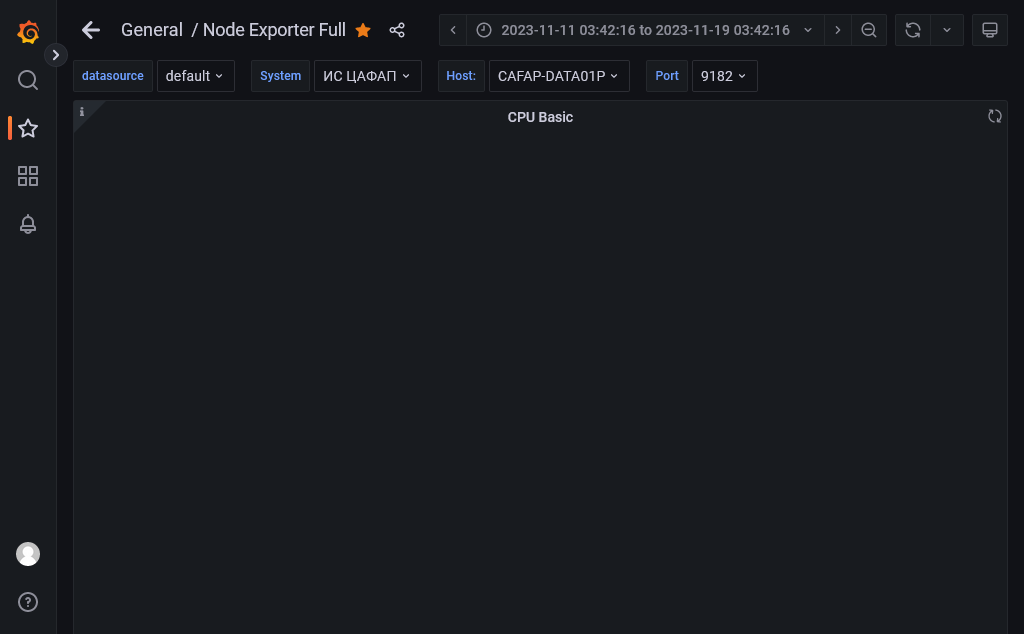 General / Node Exporter Full
2023-11-11 03:42:16 to 2023-11-19 03:42:16
datasource default System ИС ЦАФАП Host: CAFAP-DATA01P Port 9182
i
CPU Basic
?